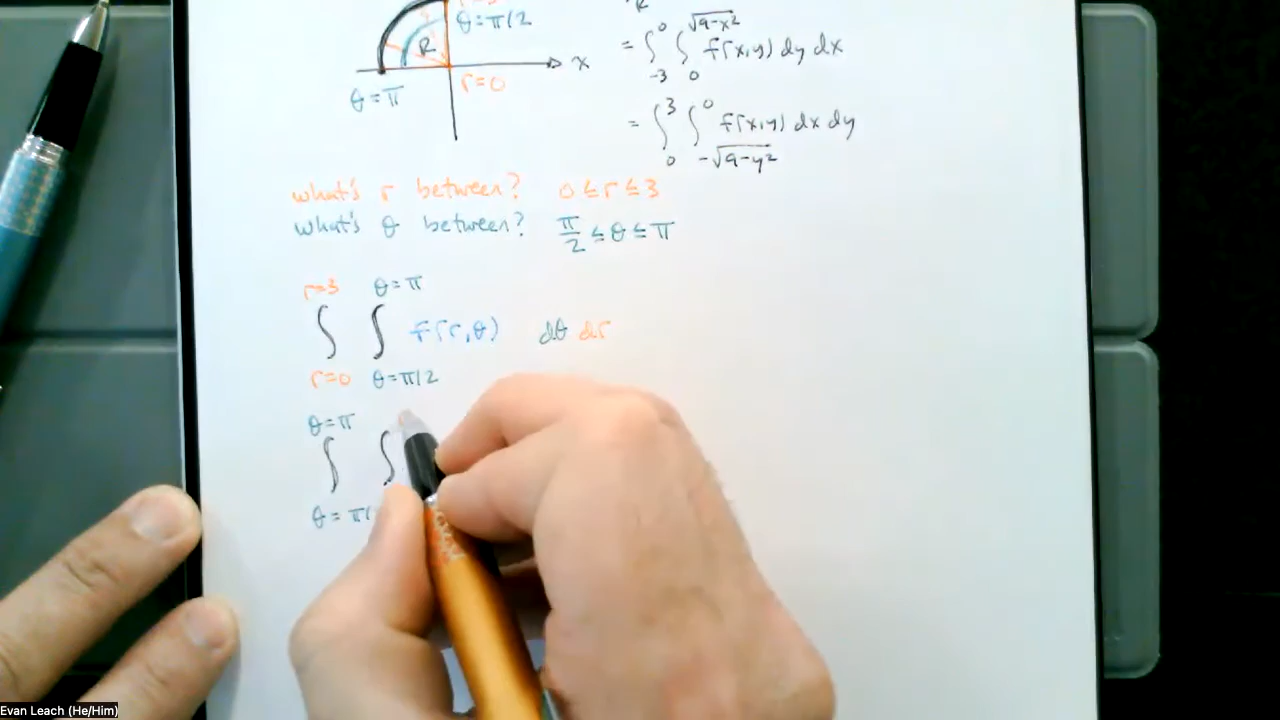 θ=π/2
R
x
r=0
θ=π
R
= ∫_{-3}^{0} ∫_{0}^{√(9-x²)} f(x,y) dy dx
= ∫_{0}^{3} ∫_{-√(9-y²)}^{0} f(x,y) dx dy
what's r between? 0≤r≤3
what's θ between? π/2 ≤θ≤π
r=3 θ=π
∫ ∫ f(r,θ) dθ dr
r=0 θ=π/2
θ=π
∫ ∫
θ=π/
Evan Leach (He/Him)